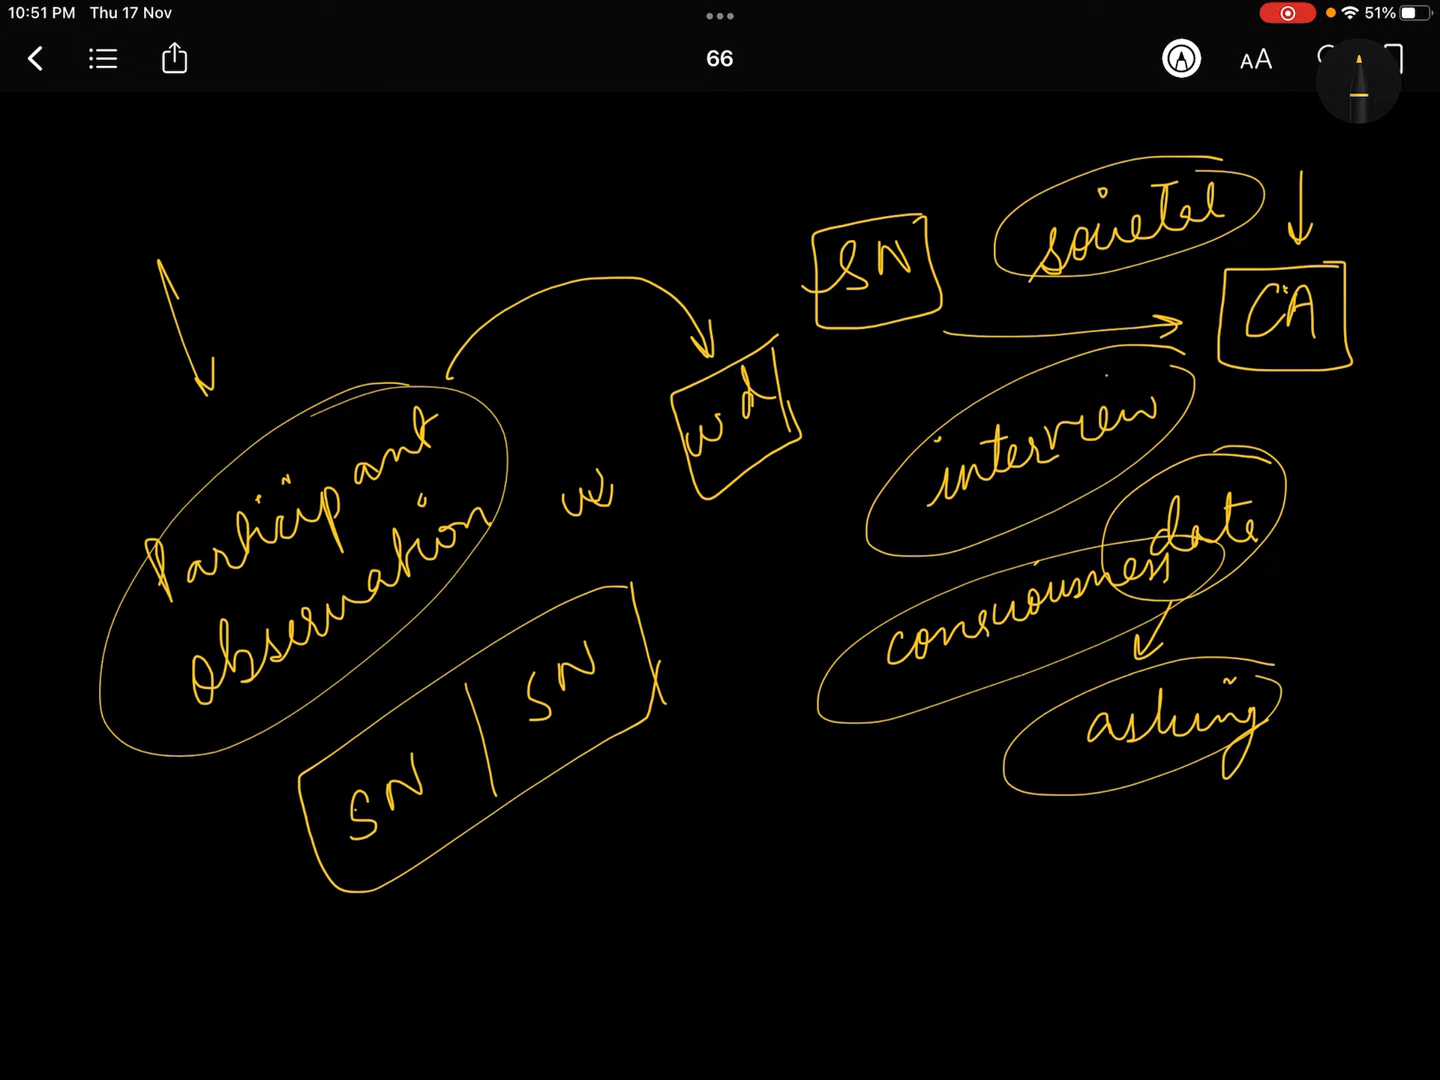 10:51 PM Thu 17 Nov
51%
66
AA
societal
SN
CA
wd
interview
Participant
observation
w
date
consciousness
asking
SN
SN